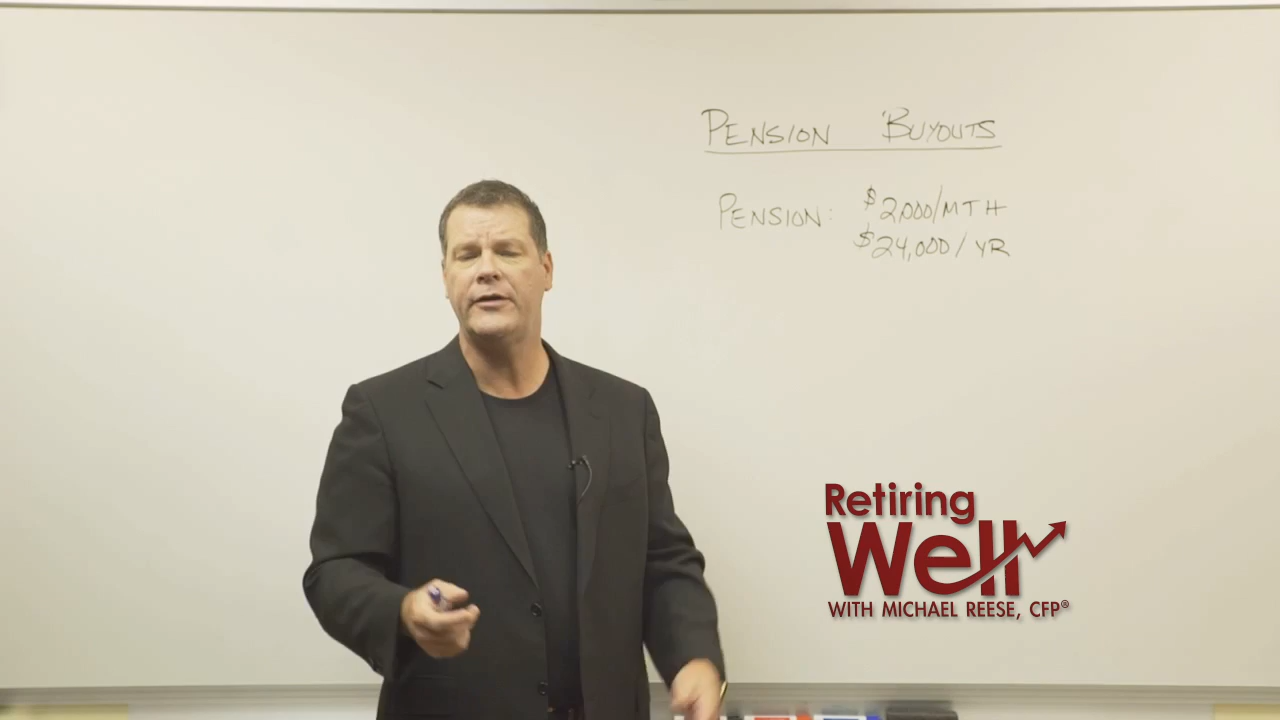 PENSION BUYOUTS
PENSION: $2,000/MTH
$24,000/YR
Retiring
Well
WITH MICHAEL REESE, CFP®